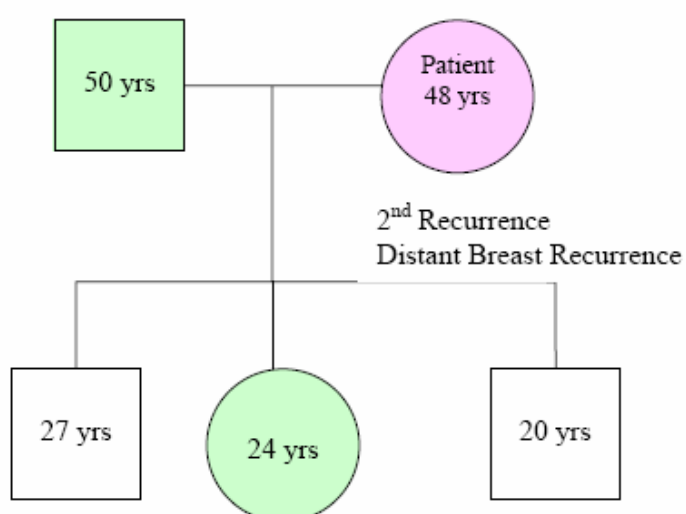 50 yrs
Patient
48 yrs
2nd Recurrence
Distant Breast Recurrence
27 yrs
24 yrs
20 yrs